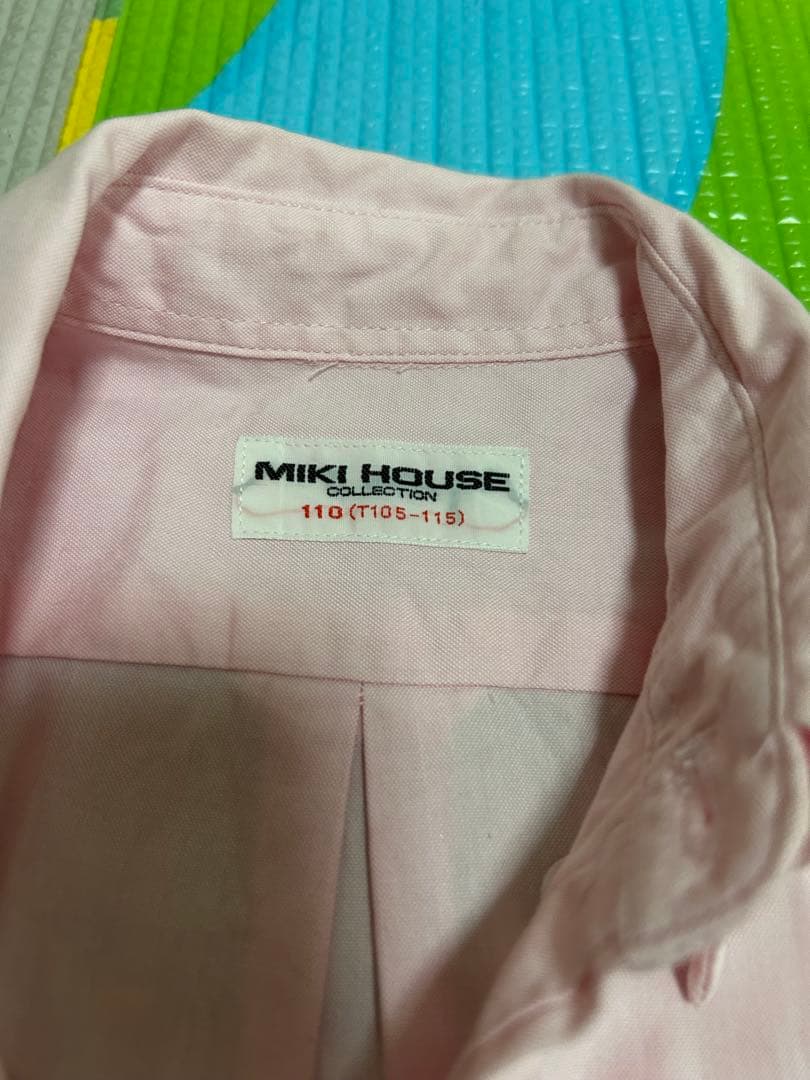 MIKI HOUSE
COLLECTION
110(T105-115)